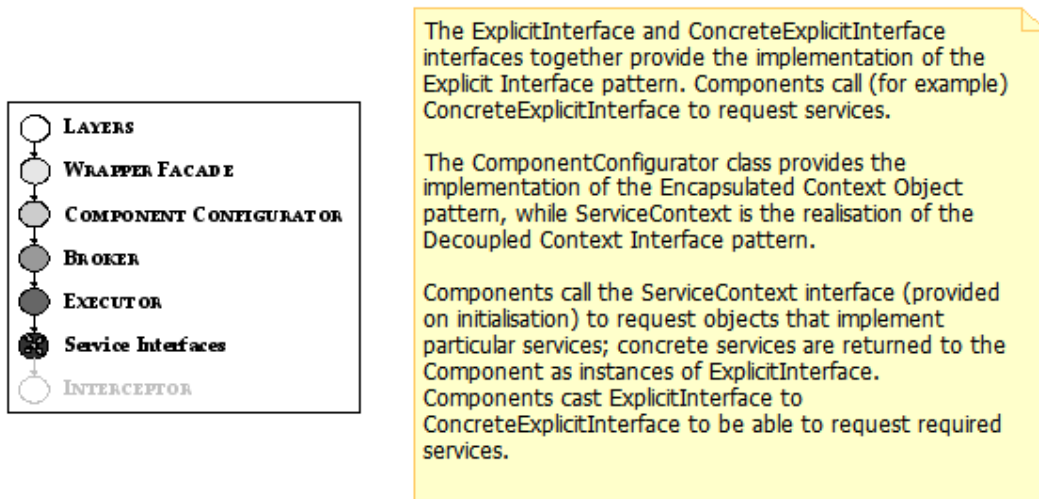 LAYERS
WRAPPER FACADE
COMPONENT CONFIGURATOR
BROKER
EXECUTOR
Service Interfaces
INTERCEPTOR
The ExplicitInterface and ConcreteExplicitInterface
interfaces together provide the implementation of the
Explicit Interface pattern. Components call (for example)
ConcreteExplicitInterface to request services.
The ComponentConfigurator class provides the
implementation of the Encapsulated Context Object
pattern, while ServiceContext is the realisation of the
Decoupled Context Interface pattern.
Components call the ServiceContext interface (provided
on initialisation) to request objects that implement
particular services; concrete services are returned to the
Component as instances of ExplicitInterface.
Components cast ExplicitInterface to
ConcreteExplicitInterface to be able to request required
services.